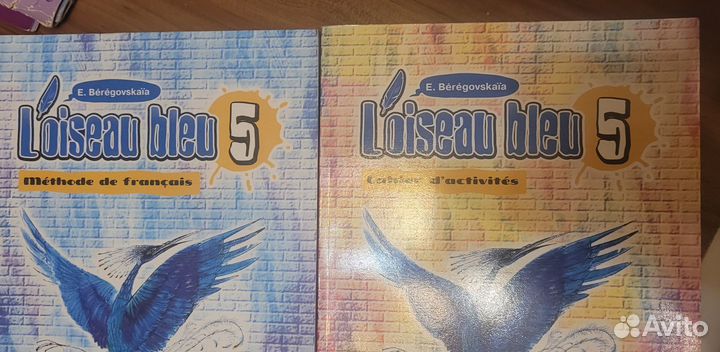 E. Bérégovskaïa
L'oiseau bleu 5
Méthode de français
E. Bérégovskaïa
L'oiseau bleu 5
Cahier d'activités
Avito